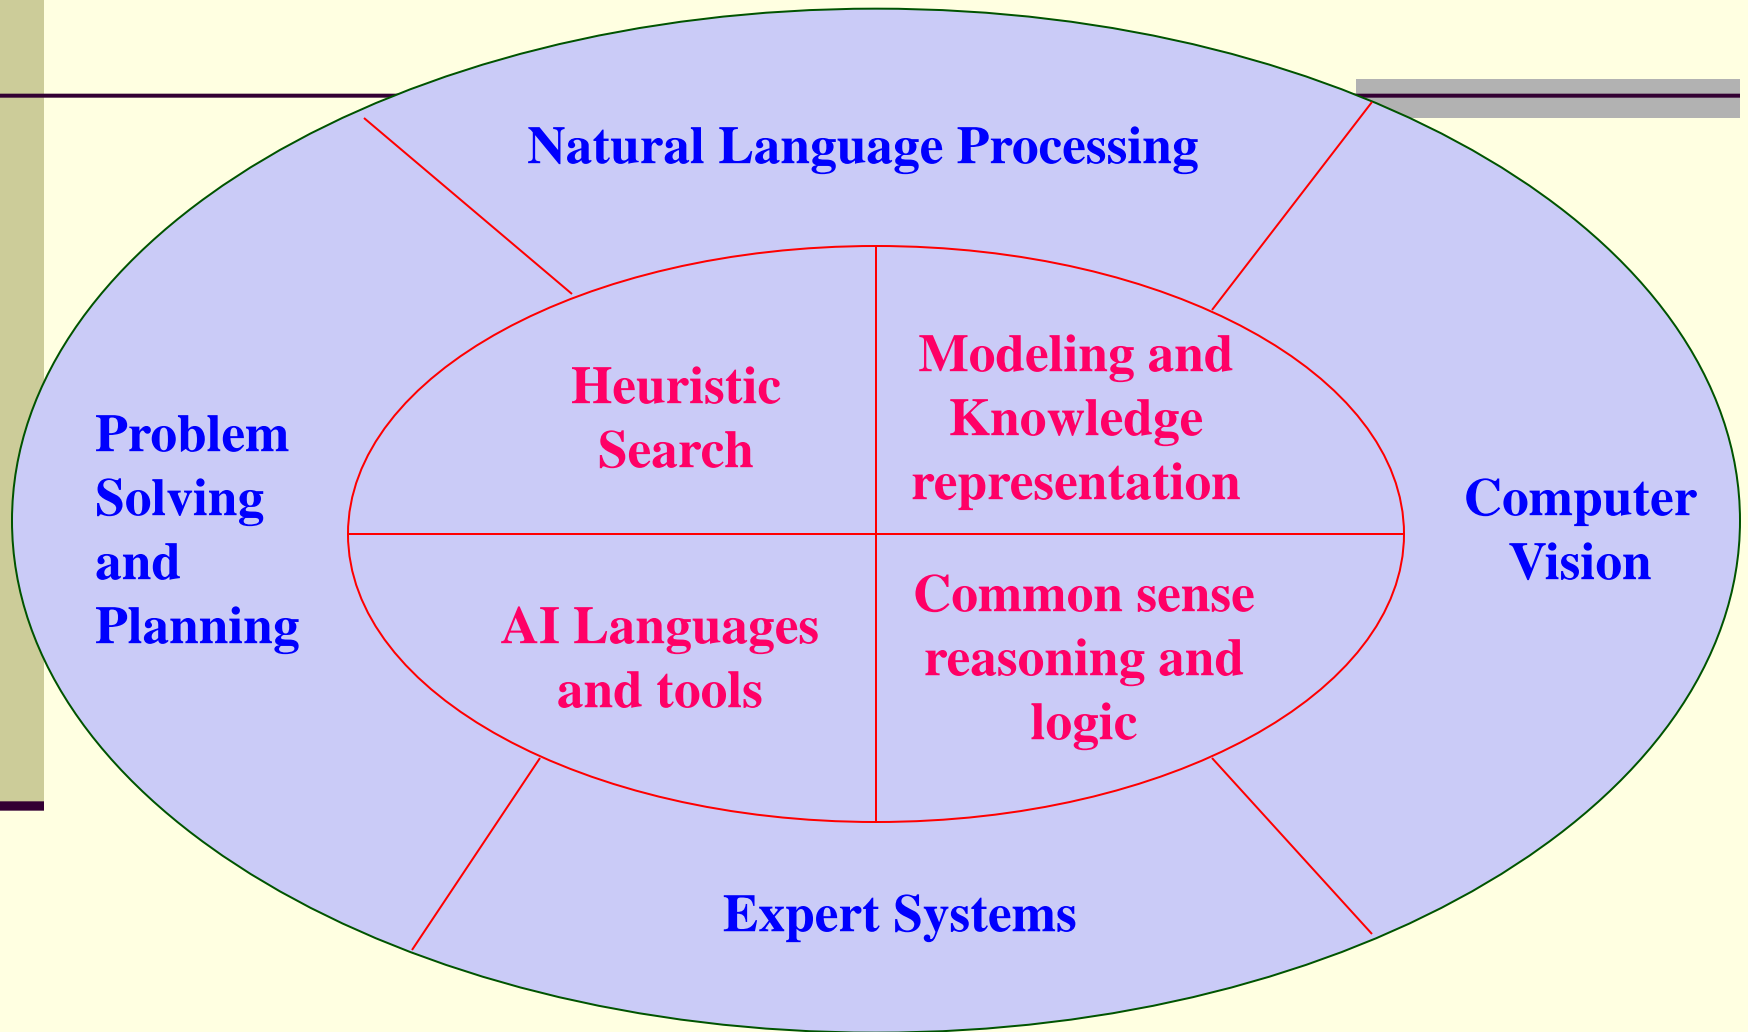 Natural Language Processing
Heuristic
Search
Modeling and
Knowledge
representation
Problem
Solving
and
Planning
Computer
Vision
AI Languages
and tools
Common sense
reasoning and
logic
Expert Systems